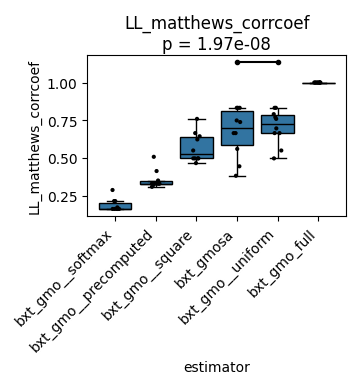 LL_matthews_corrcoef
p = 1.97e-08
LL_matthews_corrcoef
1.00
0.75
0.50
0.25
bxt_gmo__softmax
bxt_gmo__precomputed
bxt_gmo__square
bxt_gmosa
bxt_gmo__uniform
bxt_gmo_full
estimator